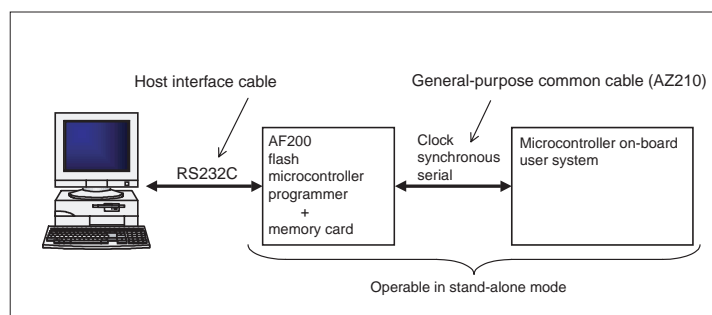 Host interface cable
General-purpose common cable (AZ210)
RS232C
AF200
flash
microcontroller
programmer
+
memory card
Clock
synchronous
serial
Microcontroller on-board
user system
Operable in stand-alone mode